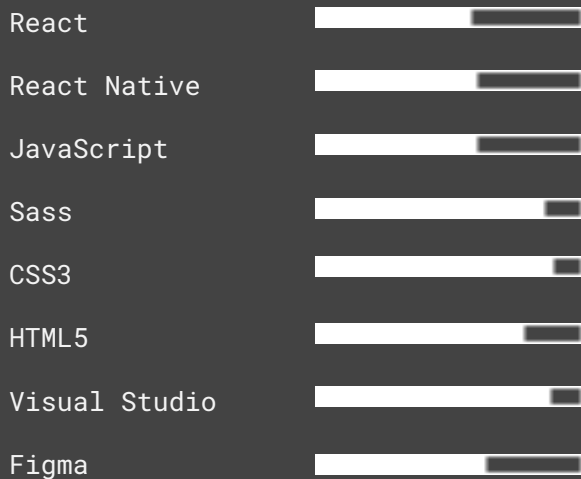 React
React Native
JavaScript
Sass
CSS3
HTML5
Visual Studio
Figma